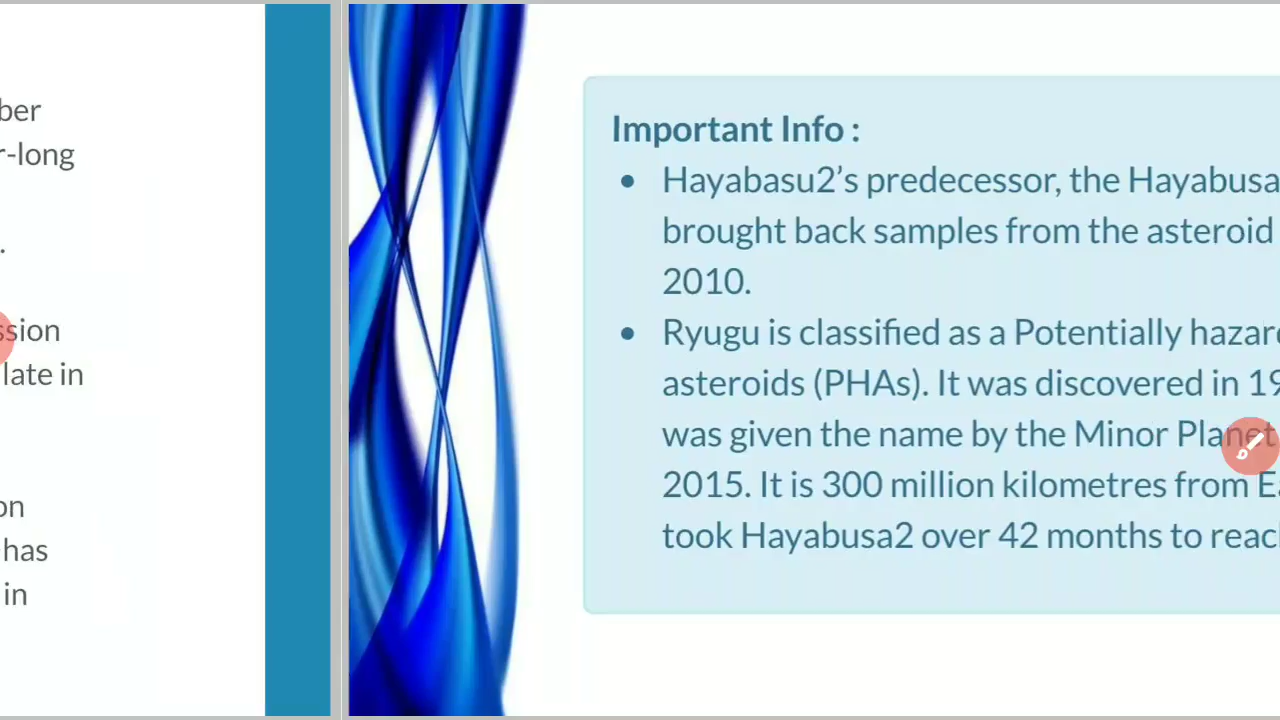 ber
r-long
.
ssion
late in
on
has
in
Important Info :
Hayabasu2’s predecessor, the Hayabusa
brought back samples from the asteroid
2010.
Ryugu is classified as a Potentially hazar
asteroids (PHAs). It was discovered in 19
was given the name by the Minor Planet
2015. It is 300 million kilometres from Ea
took Hayabusa2 over 42 months to reac